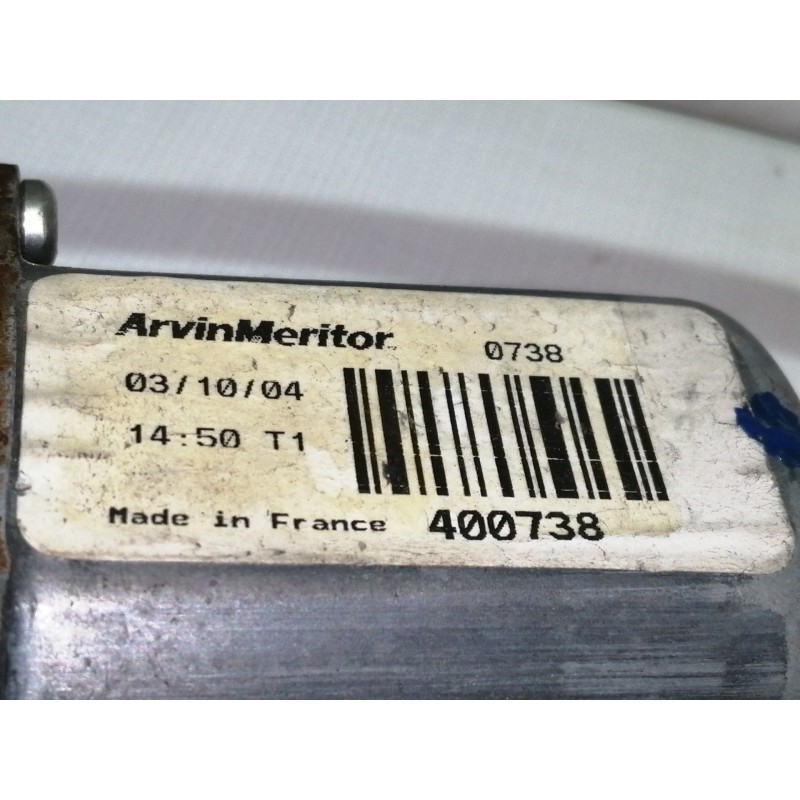 ArvinMeritor 0738
03/10/04
14:50 T1
Made in France 400738